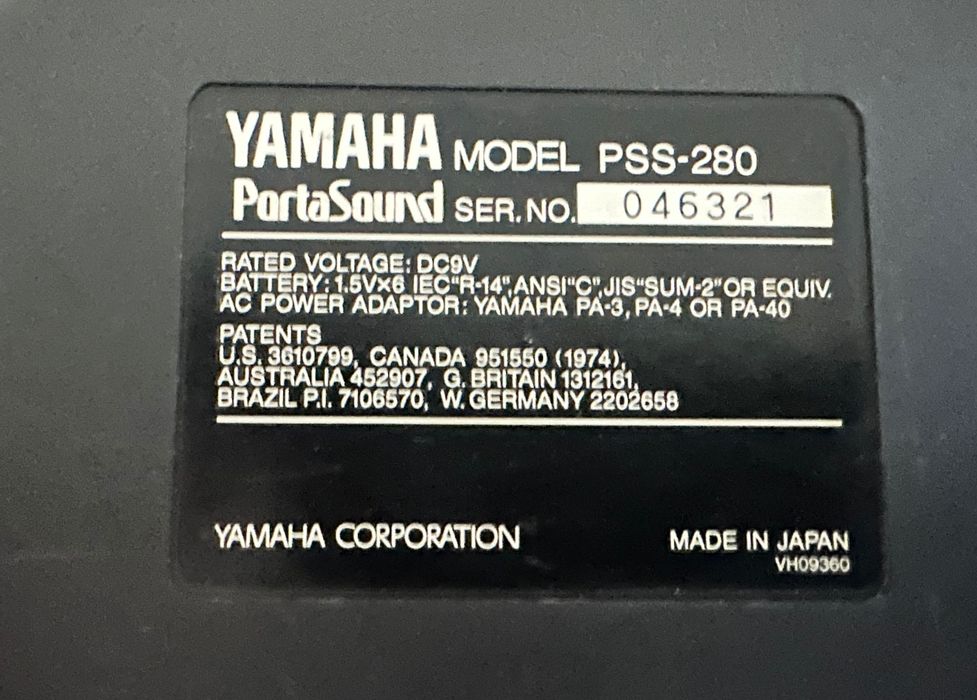 YAMAHA MODEL PSS-280
PortaSound SER. NO. 046321
RATED VOLTAGE: DC9V
BATTERY: 1.5V×6 IEC"R-14", ANSI"C", JIS"SUM-2" OR EQUIV.
AC POWER ADAPTOR: YAMAHA PA-3, PA-4 OR PA-40
PATENTS
U.S. 3610799, CANADA 951550 (1974),
AUSTRALIA 452907, G. BRITAIN 1312161,
BRAZIL P.I. 7106570, W. GERMANY 2202658
YAMAHA CORPORATION
MADE IN JAPAN
VH09360